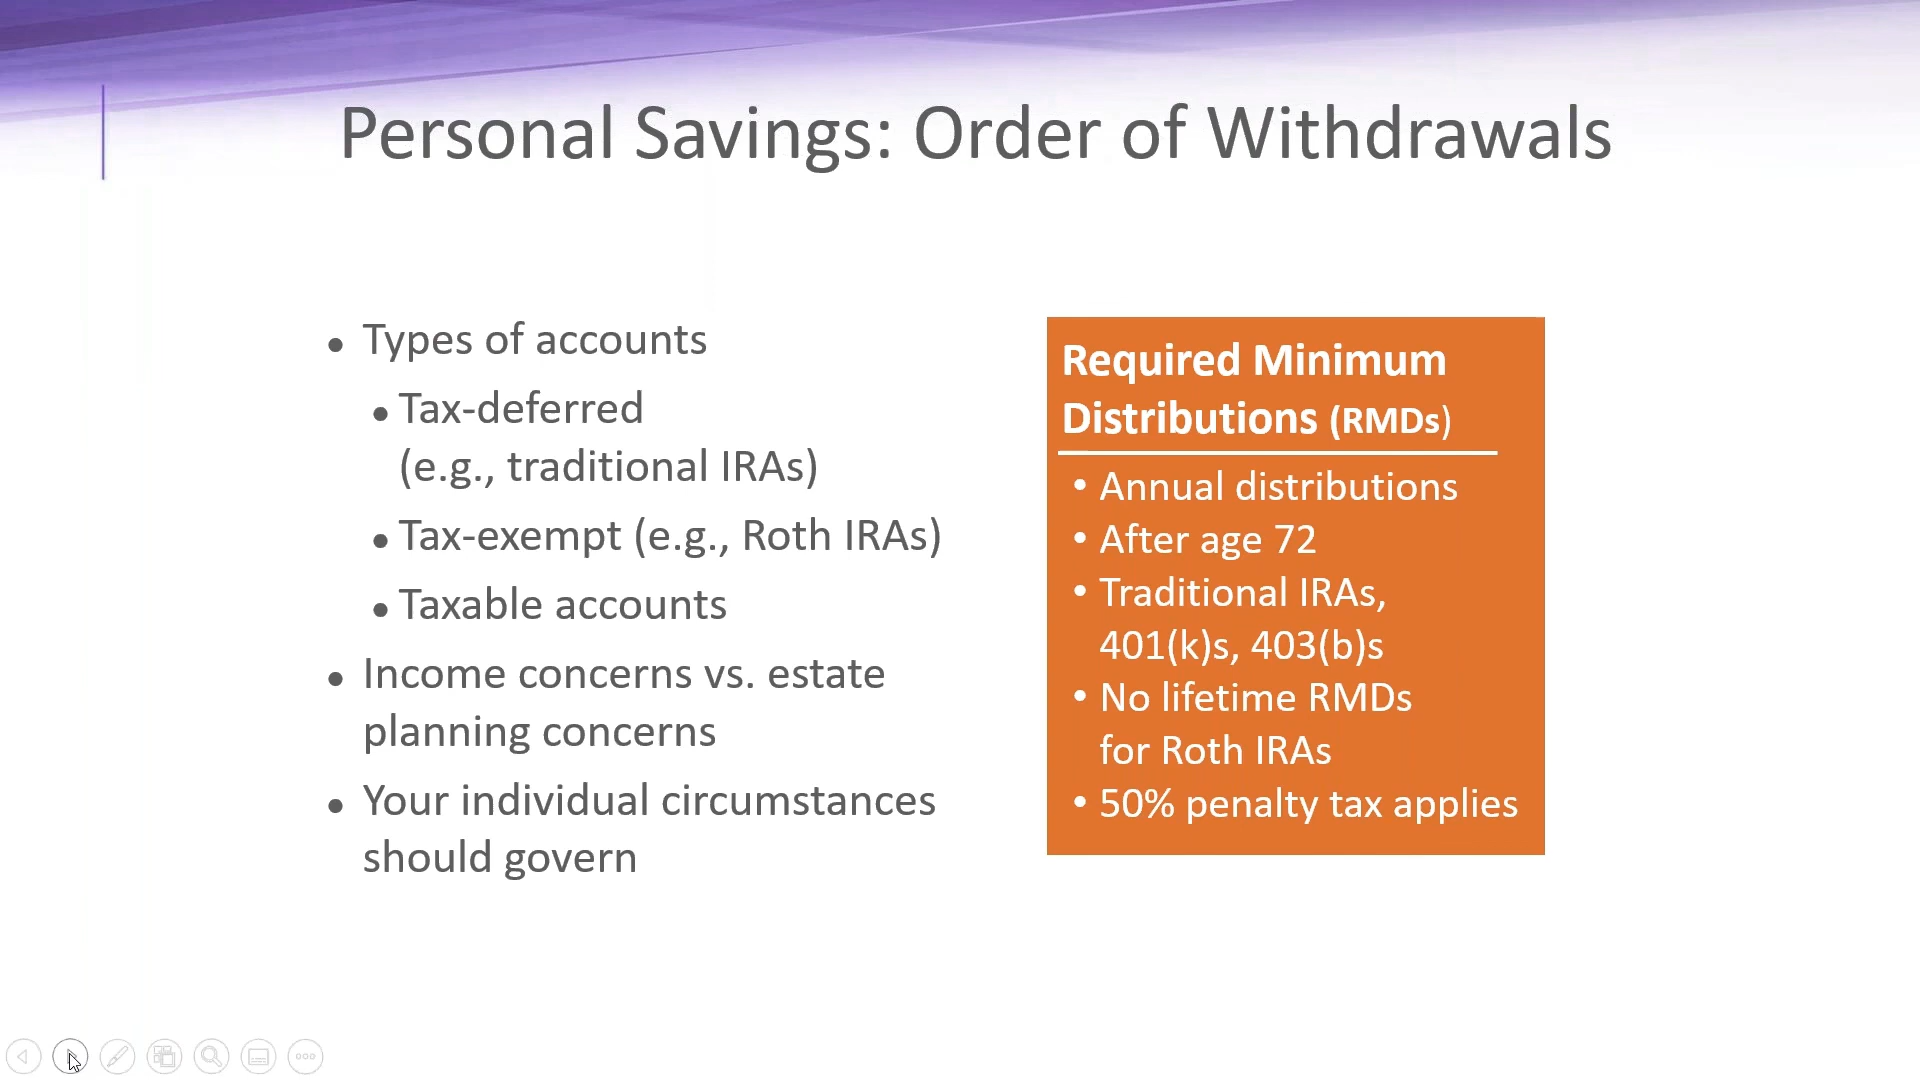 Personal Savings: Order of Withdrawals
• Types of accounts
• Tax-deferred
(e.g., traditional IRAs)
• Tax-exempt (e.g., Roth IRAs)
• Taxable accounts
• Income concerns vs. estate
planning concerns
• Your individual circumstances
should govern
Required Minimum
Distributions (RMDs)
• Annual distributions
• After age 72
• Traditional IRAs,
401(k)s, 403(b)s
• No lifetime RMDs
for Roth IRAs
• 50% penalty tax applies